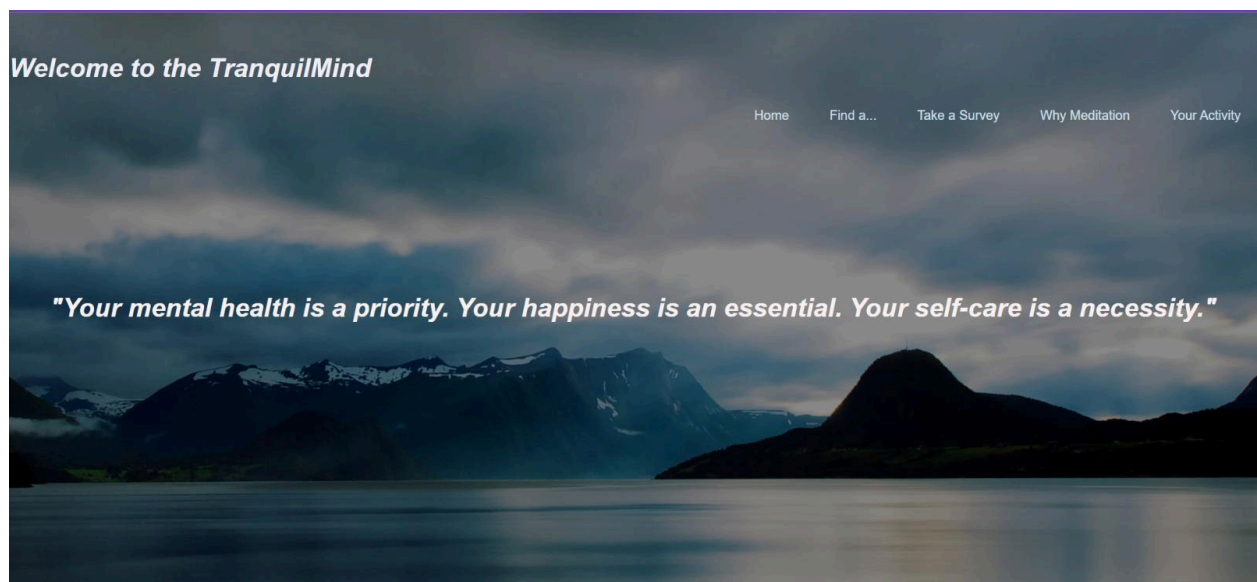 Welcome to the TranquilMind
Home Find a... Take a Survey Why Meditation Your Activity
"Your mental health is a priority. Your happiness is an essential. Your self-care is a necessity."